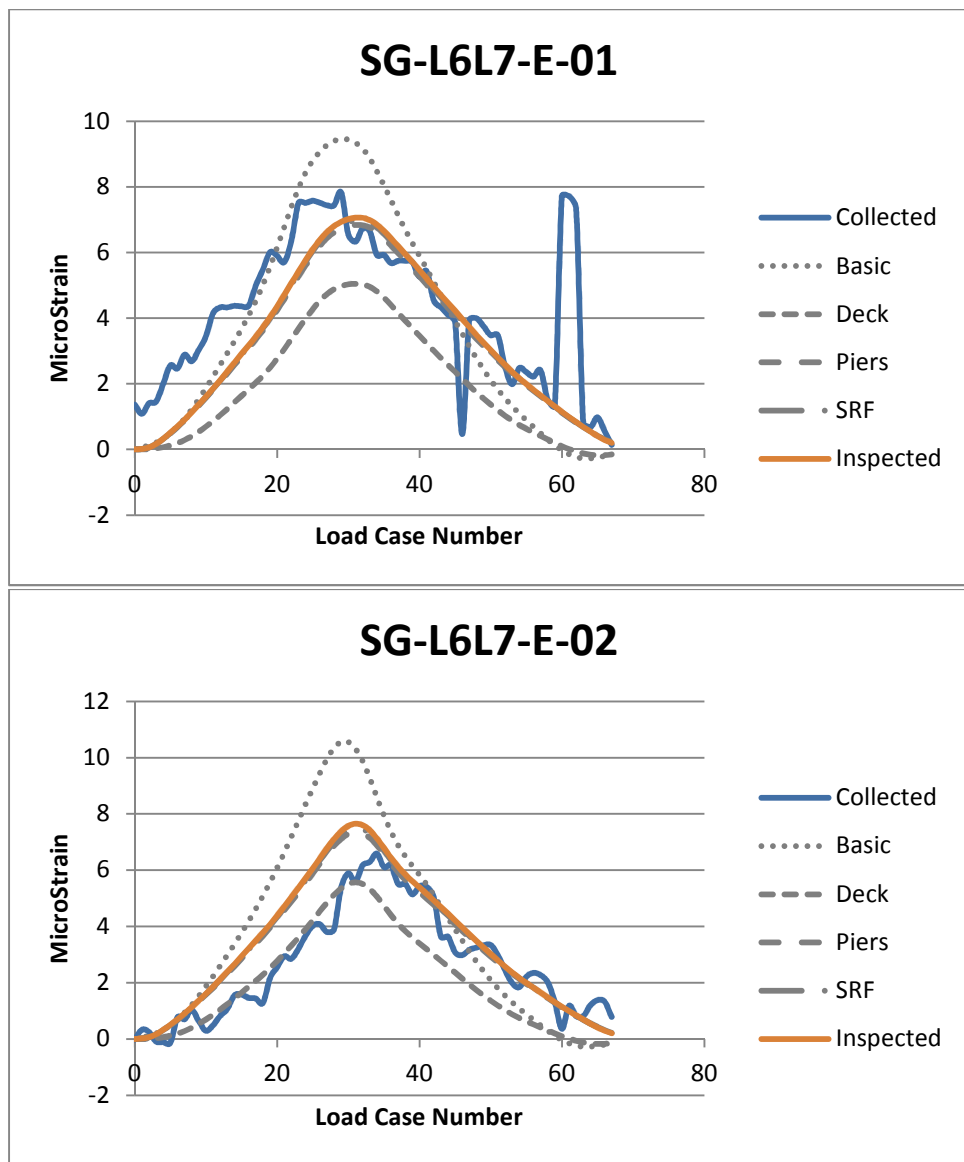 SG-L6L7-E-01
MicroStrain
10
8
6
4
2
0
-2
0 20 40 60 80
Load Case Number
Collected
Basic
Deck
Piers
SRF
Inspected
SG-L6L7-E-02
MicroStrain
12
10
8
6
4
2
0
-2
0 20 40 60 80
Load Case Number
Collected
Basic
Deck
Piers
SRF
Inspected